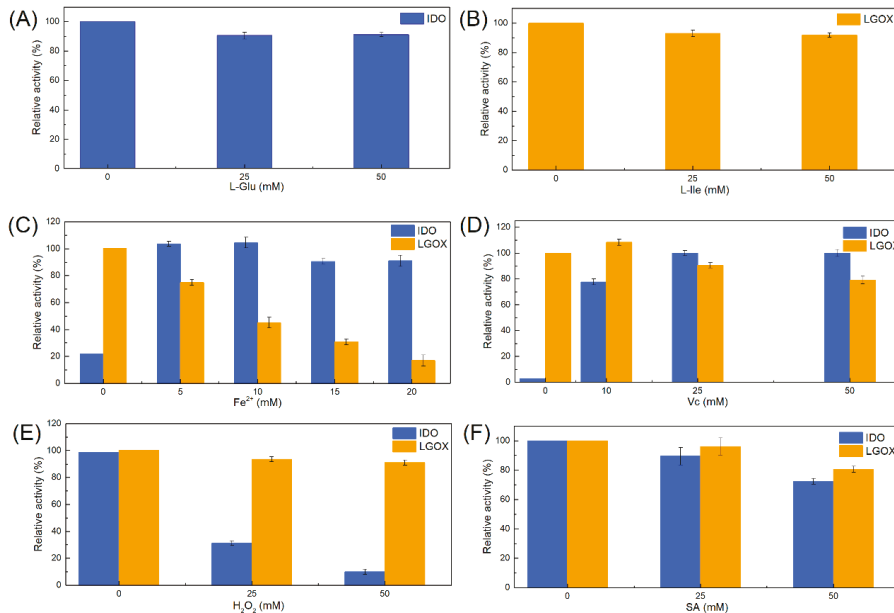 (A)
IDO
Relative activity (%)
100
80
60
40
20
0
0 25 50
L-Glu (mM)
(B)
LGOX
Relative activity (%)
100
80
60
40
20
0
0 25 50
L-Ile (mM)
(C)
IDO
LGOX
Relative activity (%)
120
100
80
60
40
20
0
0 5 10 15 20
Fe²⁺ (mM)
(D)
IDO
LGOX
Relative activity (%)
120
100
80
60
40
20
0
0 10 25 50
Vc (mM)
(E)
IDO
LGOX
Relative activity (%)
120
100
80
60
40
20
0
0 25 50
H₂O₂ (mM)
(F)
IDO
LGOX
Relative activity (%)
100
80
60
40
20
0
0 25 50
SA (mM)